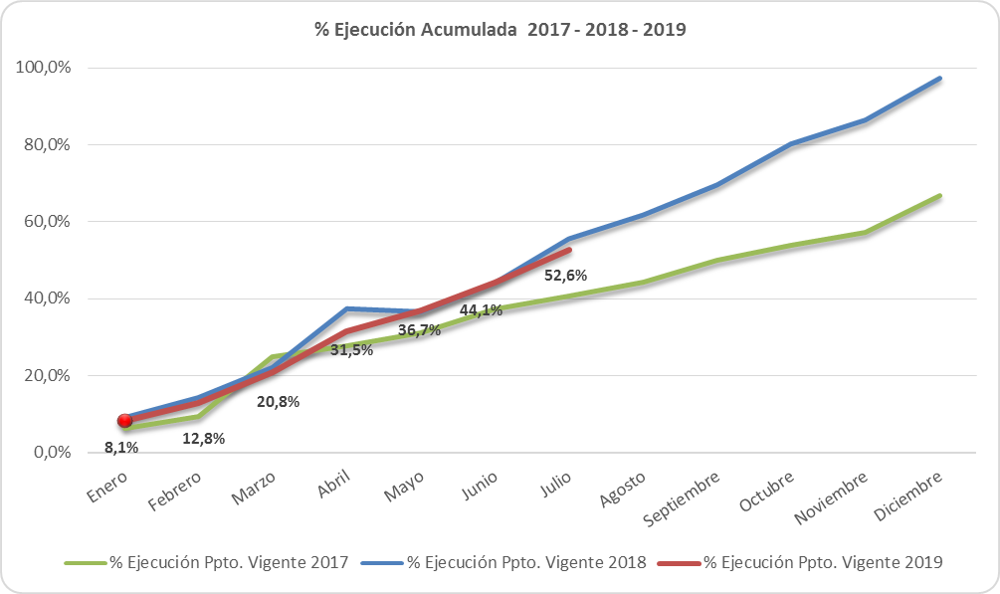 % Ejecución Acumulada 2017 - 2018 - 2019
100,0%
80,0%
60,0%
40,0%
20,0%
0,0%
52,6%
44,1%
36,7%
31,5%
20,8%
12,8%
8,1%
Enero
Febrero
Marzo
Abril
Mayo
Junio
Julio
Agosto
Septiembre
Octubre
Noviembre
Diciembre
% Ejecución Ppto. Vigente 2017
% Ejecución Ppto. Vigente 2018
% Ejecución Ppto. Vigente 2019